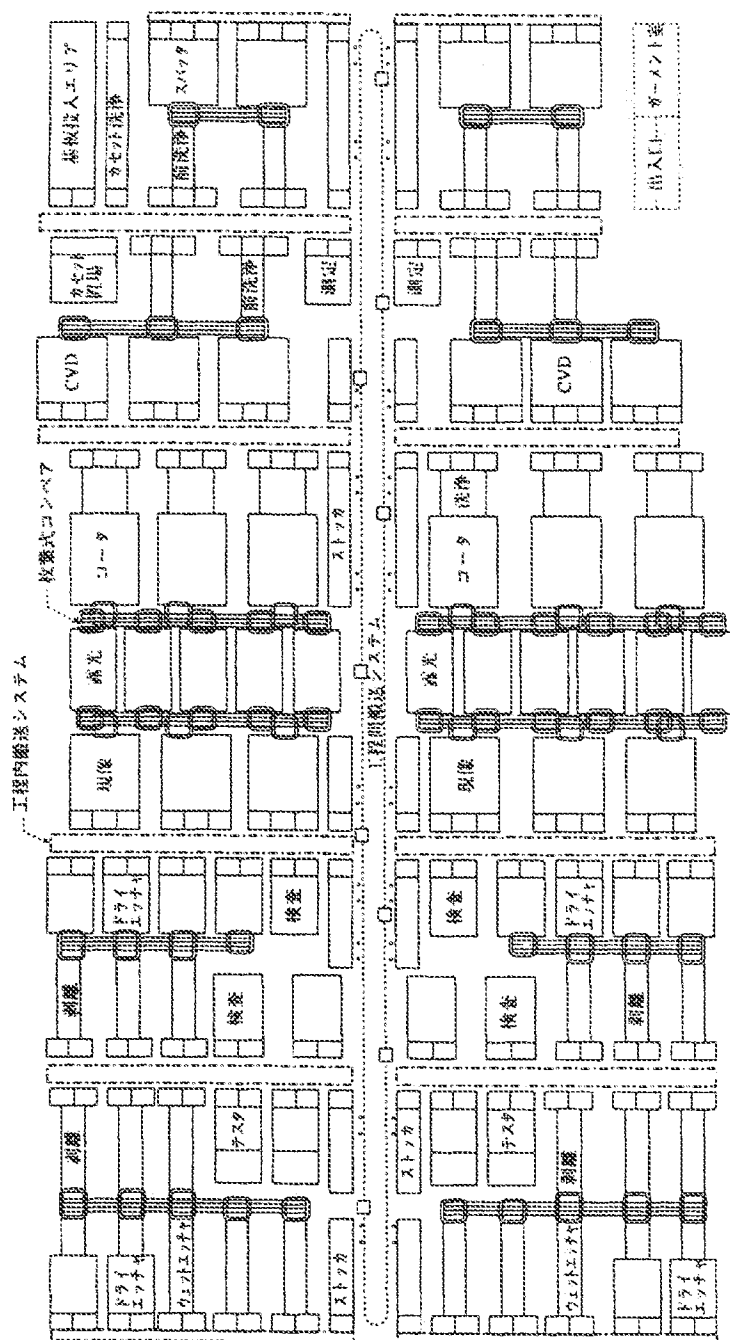 基板投入エリア
カセット洗浄
スパッタ
前洗浄
出入口
ガーメント室
カセット
置場
前洗浄
測定
測定
CVD
CVD
枚葉式コンベア
コータ
ストッカ
洗浄
コータ
工程内搬送システム
露光
工程間搬送システム
露光
現像
現像
ドライ
エッチャ
検査
検査
ドライ
エッチャ
剥離
検査
検査
剥離
剥離
テスタ
ストッカ
テスタ
剥離
ドライ
エッチャ
ウェットエッチャ
ストッカ
ウェットエッチャ
ドライ
エッチャ